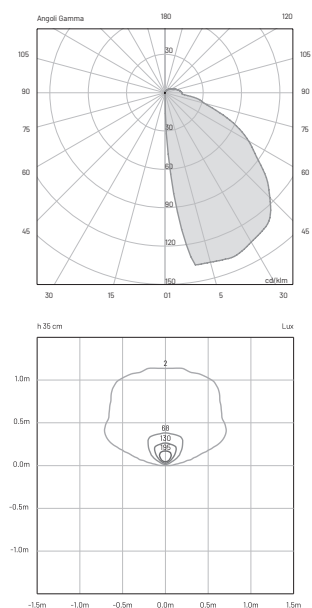 Angoli Gamma 180 120
30
105 105
90 90
30
75 75
60 60
60
90
45 45
120
150 cd/klm
30 15 01 5 30
h 35 cm Lux
2
1.0m
0.5m
68
130
195
0.0m
-0.5m
-1.0m
-1.5m -1.0m -0.5m 0.0m 0.5m 1.0m 1.5m